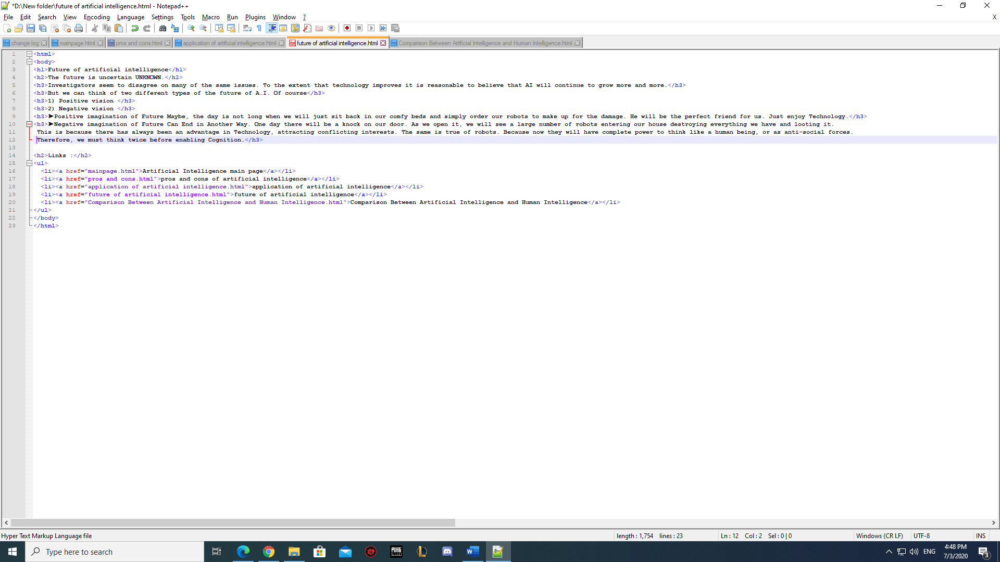 *D:\New folder\future of artificial intelligence.html - Notepad++
File Edit Search View Encoding Language Settings Tools Macro Run Plugins Window ? X
change.log mainpage.html pros and cons.html application of artificial intelligence.html future of artificial intelligence.html Comparison Between Artificial Intelligence and Human Intelligence.html
1 <html>
2 <body>
3 <h1>Future of artificial intelligence</h1>
4 <h2>The future is uncertain UNKNOWN.</h2>
5 <h3>Investigators seem to disagree on many of the same issues. To the extent that technology improves it is reasonable to believe that AI will continue to grow more and more.</h3>
6 <h3>But we can think of two different types of the future of A.I. Of course</h3>
7 <h3>1) Positive vision </h3>
8 <h3>2) Negative vision </h3>
9 <h3>➤Positive imagination of Future Maybe, the day is not long when we will just sit back in our comfy beds and simply order our robots to make up for the damage. He will be the perfect friend for us. Just enjoy Technology.</h3>
10 <h3>➤Negative imagination of Future Can End in Another Way. One day there will be a knock on our door. As we open it, we will see a large number of robots entering our house destroying everything we have and looting it.
11 This is because there has always been an advantage in Technology, attracting conflicting interests. The same is true of robots. Because now they will have complete power to think like a human being, or as anti-social forces.
12 Therefore, we must think twice before enabling Cognition.</h3>
13
14 <h2>Links :</h2>
15 <ul>
16 <li><a href="mainpage.html">Artificial Intelligence main page</a></li>
17 <li><a href="pros and cons.html">pros and cons of artificial intelligence</a></li>
18 <li><a href="application of artificial intelligence.html">application of artificial intelligence</a></li>
19 <li><a href="future of artificial intelligence.html">future of artificial intelligence</a></li>
20 <li><a href="Comparison Between Artificial Intelligence and Human Intelligence.html">Comparison Between Artificial Intelligence and Human Intelligence</a></li>
21 </ul>
22 </body>
23 </html>
Hyper Text Markup Language file length : 1,754 lines : 23 Ln : 12 Col : 2 Sel : 0 | 0 Windows (CR LF) UTF-8 INS
Type here to search PUBG ENG 4:48 PM
7/3/2020 3